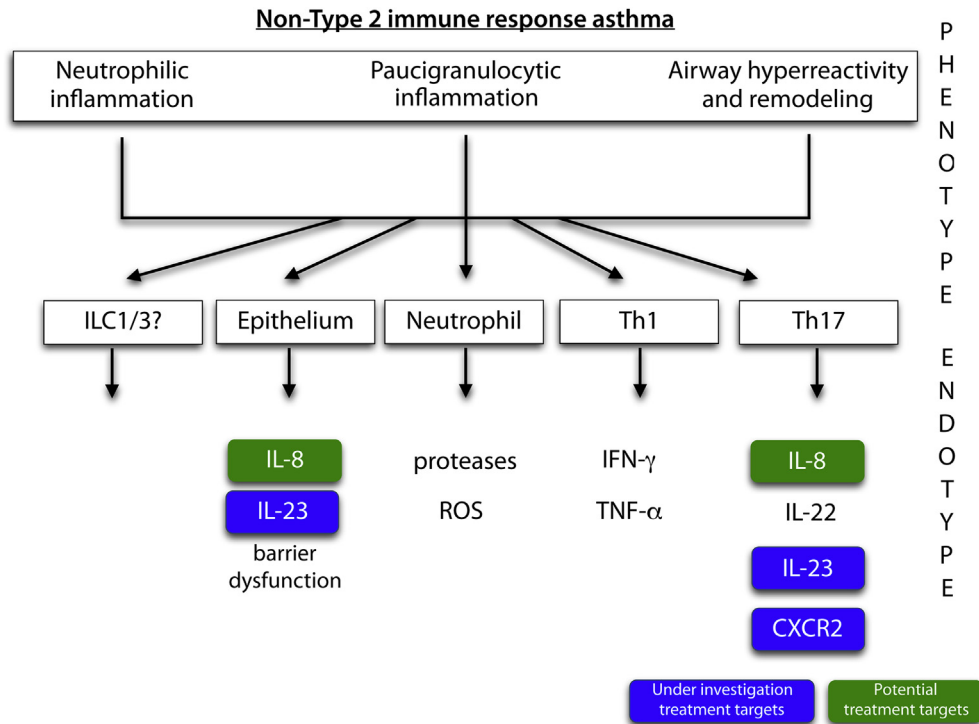 Non-Type 2 immune response asthma
Neutrophilic
inflammation
Paucigranulocytic
inflammation
Airway hyperreactivity
and remodeling
PHENOTYPE
ILC1/3?
Epithelium
Neutrophil
Th1
Th17
ENDOTYPE
IL-8
IL-23
barrier
dysfunction
proteases
ROS
IFN-γ
TNF-α
IL-8
IL-22
IL-23
CXCR2
Under investigation
treatment targets
Potential
treatment targets